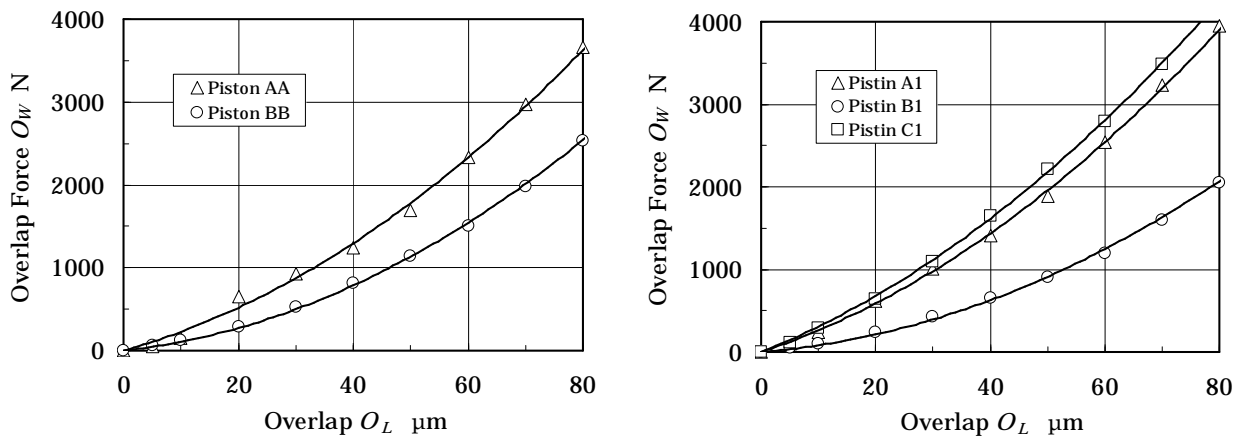 4000
3000
2000
1000
0
Overlap Force O_W N
Piston AA
Piston BB
0 20 40 60 80
Overlap O_L μm
4000
3000
2000
1000
0
Overlap Force O_W N
Pistin A1
Pistin B1
Pistin C1
0 20 40 60 80
Overlap O_L μm